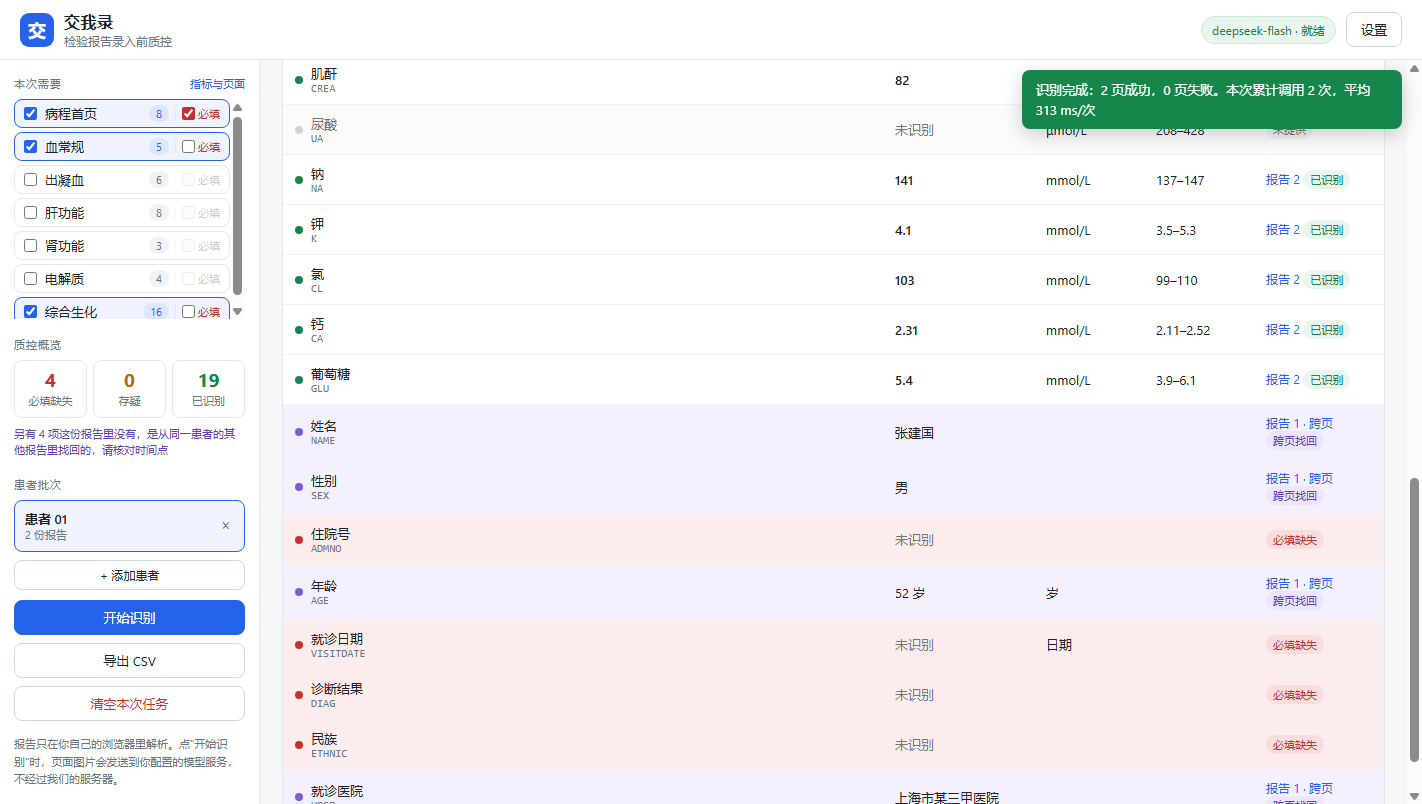 交
交我录
检验报告录入前质控
deepseek-flash · 就绪
设置
识别完成：2 页成功，0 页失败。本次累计调用 2 次，平均
313 ms/次
本次需要
指标与页面
病程首页 8 必填
血常规 5 必填
出凝血 6 必填
肝功能 8 必填
肾功能 3 必填
电解质 4 必填
综合生化 16 必填
质控概览
4
必填缺失
0
存疑
19
已识别
另有 4 项这份报告里没有，是从同一患者的其
他报告里找回的，请核对时间点
患者批次
患者 01
2 份报告
×
+ 添加患者
开始识别
导出 CSV
清空本次任务
报告只在你自己的浏览器里解析。点"开始识
别"时，页面图片会发送到你配置的模型服务，
不经过我们的服务器。
肌酐
CREA
82
尿酸
UA
未识别 μmol/L 208–428 未提供
钠
NA
141 mmol/L 137–147 报告 2 已识别
钾
K
4.1 mmol/L 3.5–5.3 报告 2 已识别
氯
CL
103 mmol/L 99–110 报告 2 已识别
钙
CA
2.31 mmol/L 2.11–2.52 报告 2 已识别
葡萄糖
GLU
5.4 mmol/L 3.9–6.1 报告 2 已识别
姓名
NAME
张建国
报告 1 · 跨页
跨页找回
性别
SEX
男
报告 1 · 跨页
跨页找回
住院号
ADMNO
未识别 必填缺失
年龄
AGE
52 岁 岁
报告 1 · 跨页
跨页找回
就诊日期
VISITDATE
未识别 日期 必填缺失
诊断结果
DIAG
未识别 必填缺失
民族
ETHNIC
未识别 必填缺失
就诊医院
上海市某三甲医院
报告 1 · 跨页